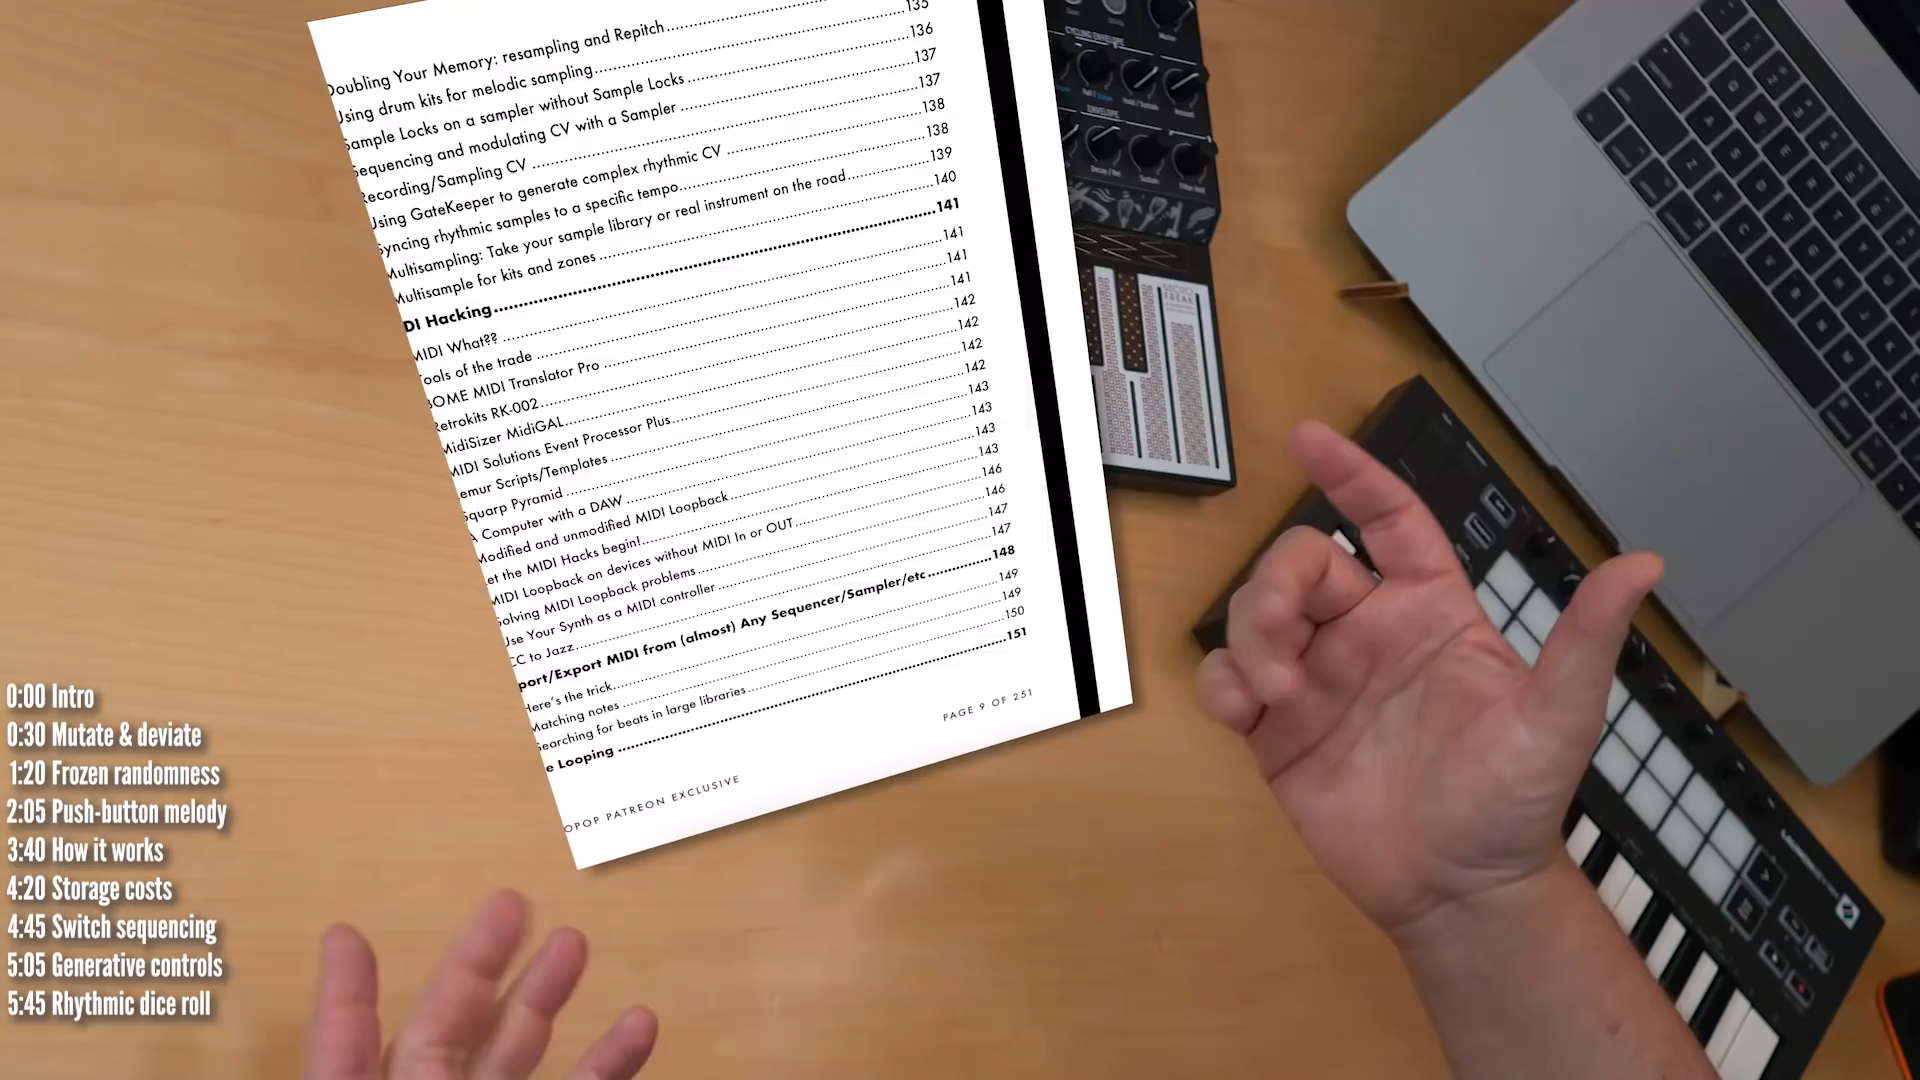 Doubling Your Memory: resampling and Repitch
Using drum kits for melodic sampling 135
Sample Locks on a sampler without Sample Locks 136
Sequencing and modulating CV with a Sampler 137
Recording/Sampling CV 137
Using GateKeeper to generate complex rhythmic CV 138
Syncing rhythmic samples to a specific tempo 138
Multisampling: Take your sample library or real instrument on the road 139
Multisample for kits and zones 140
DI Hacking 141
MIDI What?? 141
Tools of the trade 141
BOME MIDI Translator Pro 141
Retrokits RK-002 142
MidiSizer MidiGAL 142
MIDI Solutions Event Processor Plus 142
emur Scripts/Templates 142
Squarp Pyramid 143
A Computer with a DAW 143
Modified and unmodified MIDI Loopback 143
et the MIDI Hacks begin! 143
MIDI Loopback on devices without MIDI In or OUT 146
Solving MIDI Loopback problems 146
Use Your Synth as a MIDI controller 147
CC to Jazz 147
port/Export MIDI from (almost) Any Sequencer/Sampler/etc 148
Here's the trick 149
Matching notes 149
Searching for beats in large libraries 150
e Looping 151
PAGE 9 OF 251
OPOP PATREON EXCLUSIVE
CYCLING ENVELOPE
ENVELOPE
MICRO
FREAK
0:00 Intro
0:30 Mutate & deviate
1:20 Frozen randomness
2:05 Push-button melody
3:40 How it works
4:20 Storage costs
4:45 Switch sequencing
5:05 Generative controls
5:45 Rhythmic dice roll